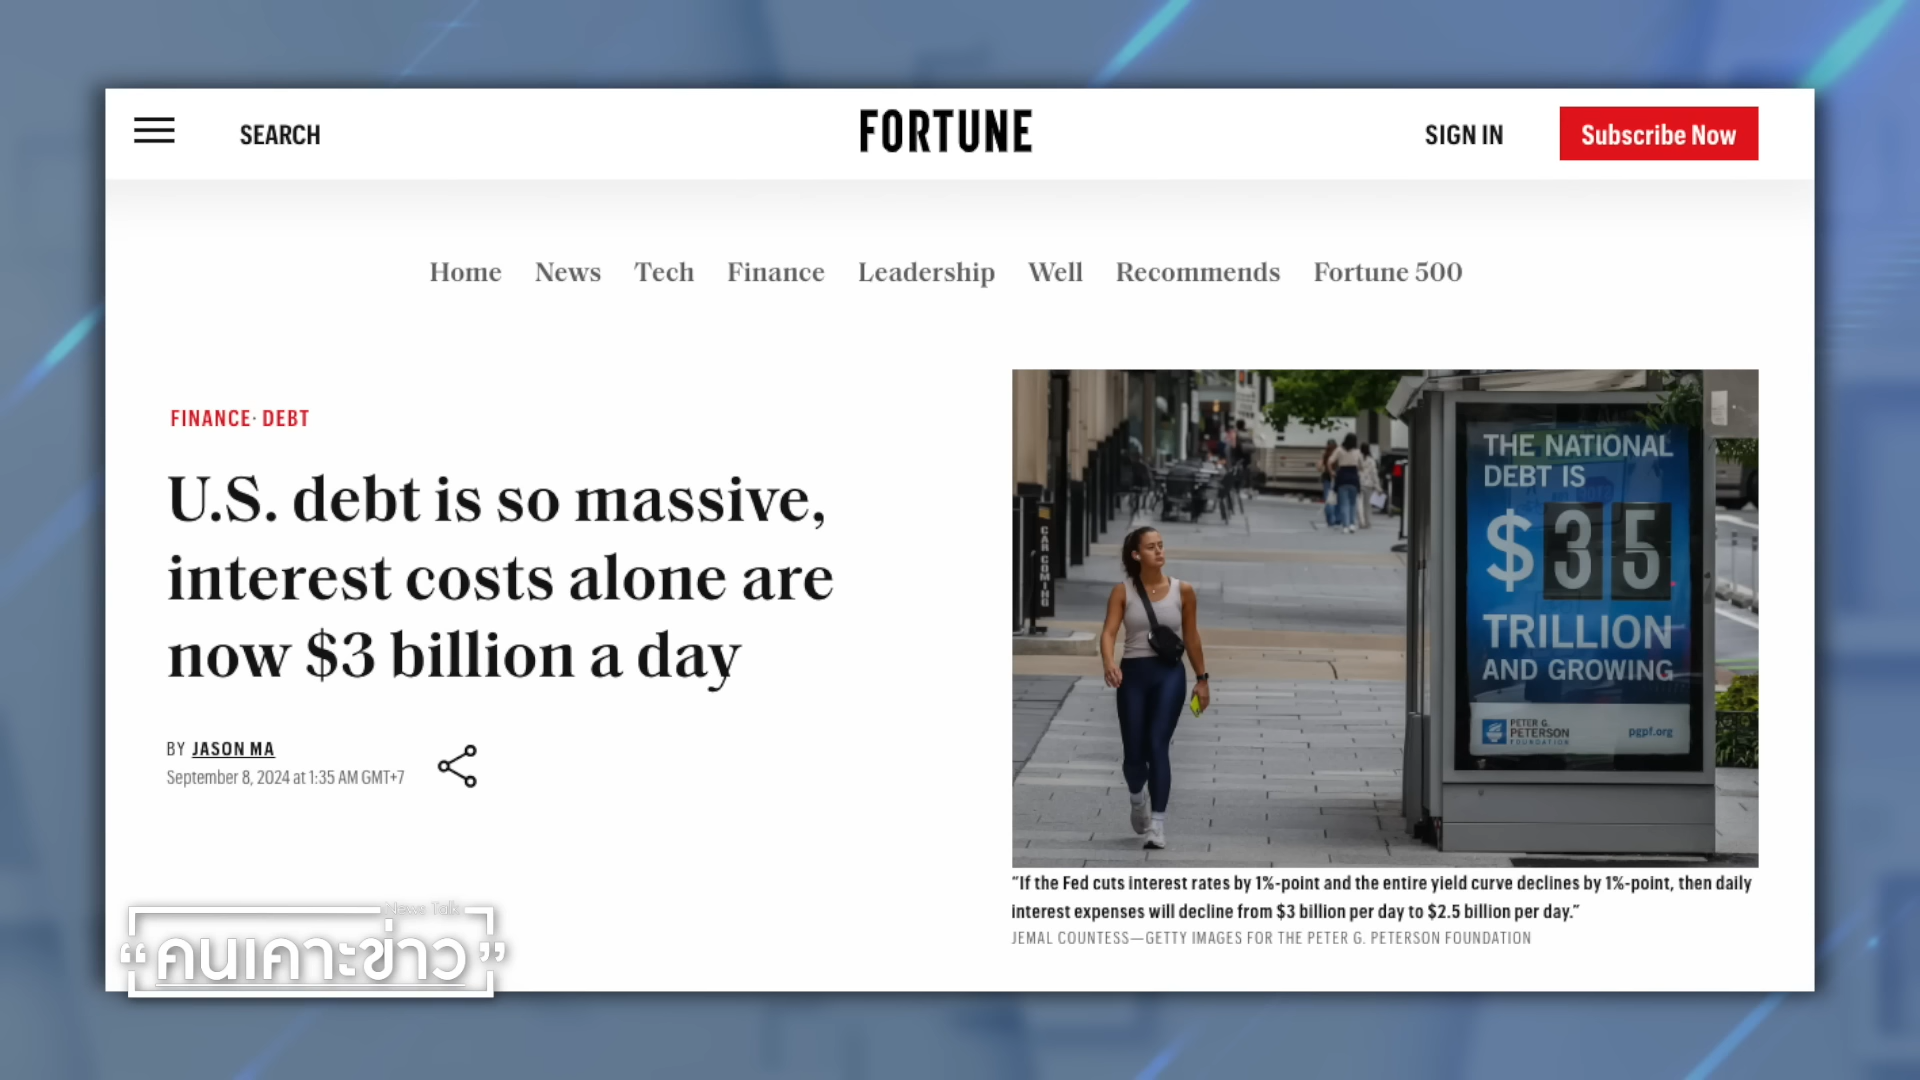 SEARCH
FORTUNE
SIGN IN
Subscribe Now
Home News Tech Finance Leadership Well Recommends Fortune 500
FINANCE· DEBT
U.S. debt is so massive,
interest costs alone are
now $3 billion a day
BY JASON MA
September 8, 2024 at 1:35 AM GMT+7
CAR COMING
THE NATIONAL
DEBT IS
$35
TRILLION
AND GROWING
PETER G.
PETERSON
FOUNDATION
pgpf.org
“If the Fed cuts interest rates by 1%-point and the entire yield curve declines by 1%-point, then daily
interest expenses will decline from $3 billion per day to $2.5 billion per day.”
JEMAL COUNTESS—GETTY IMAGES FOR THE PETER G. PETERSON FOUNDATION
News Talk
“คนเคาะข่าว”